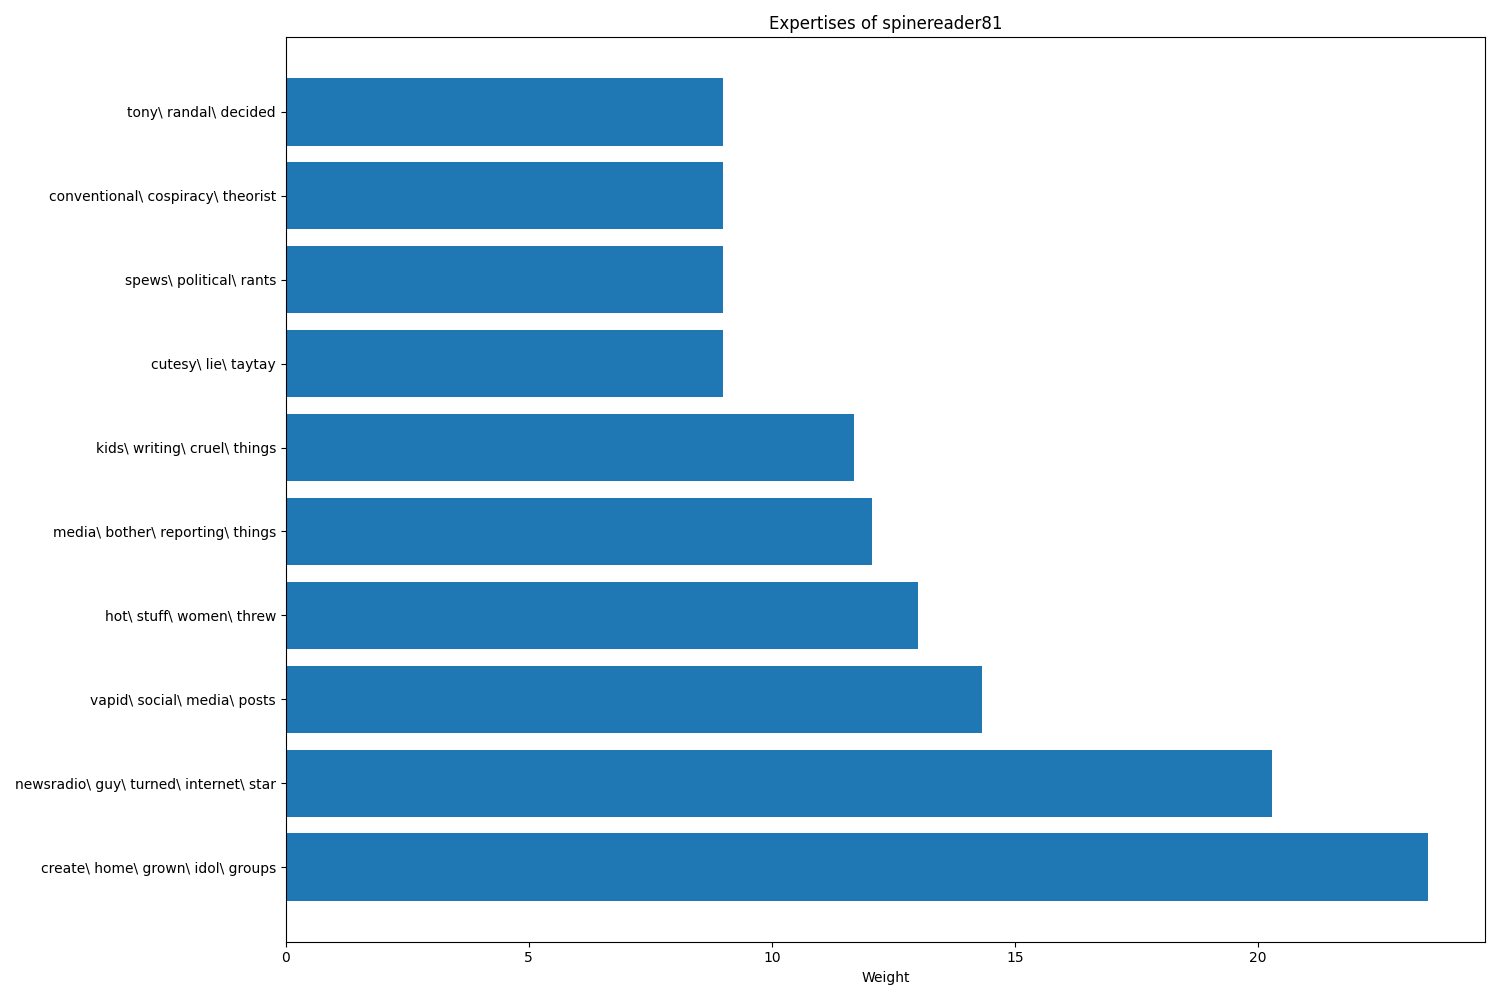 Expertises of spinereader81
tony\ randal\ decided
conventional\ cospiracy\ theorist
spews\ political\ rants
cutesy\ lie\ taytay
kids\ writing\ cruel\ things
media\ bother\ reporting\ things
hot\ stuff\ women\ threw
vapid\ social\ media\ posts
newsradio\ guy\ turned\ internet\ star
create\ home\ grown\ idol\ groups
0 5 10 15 20
Weight